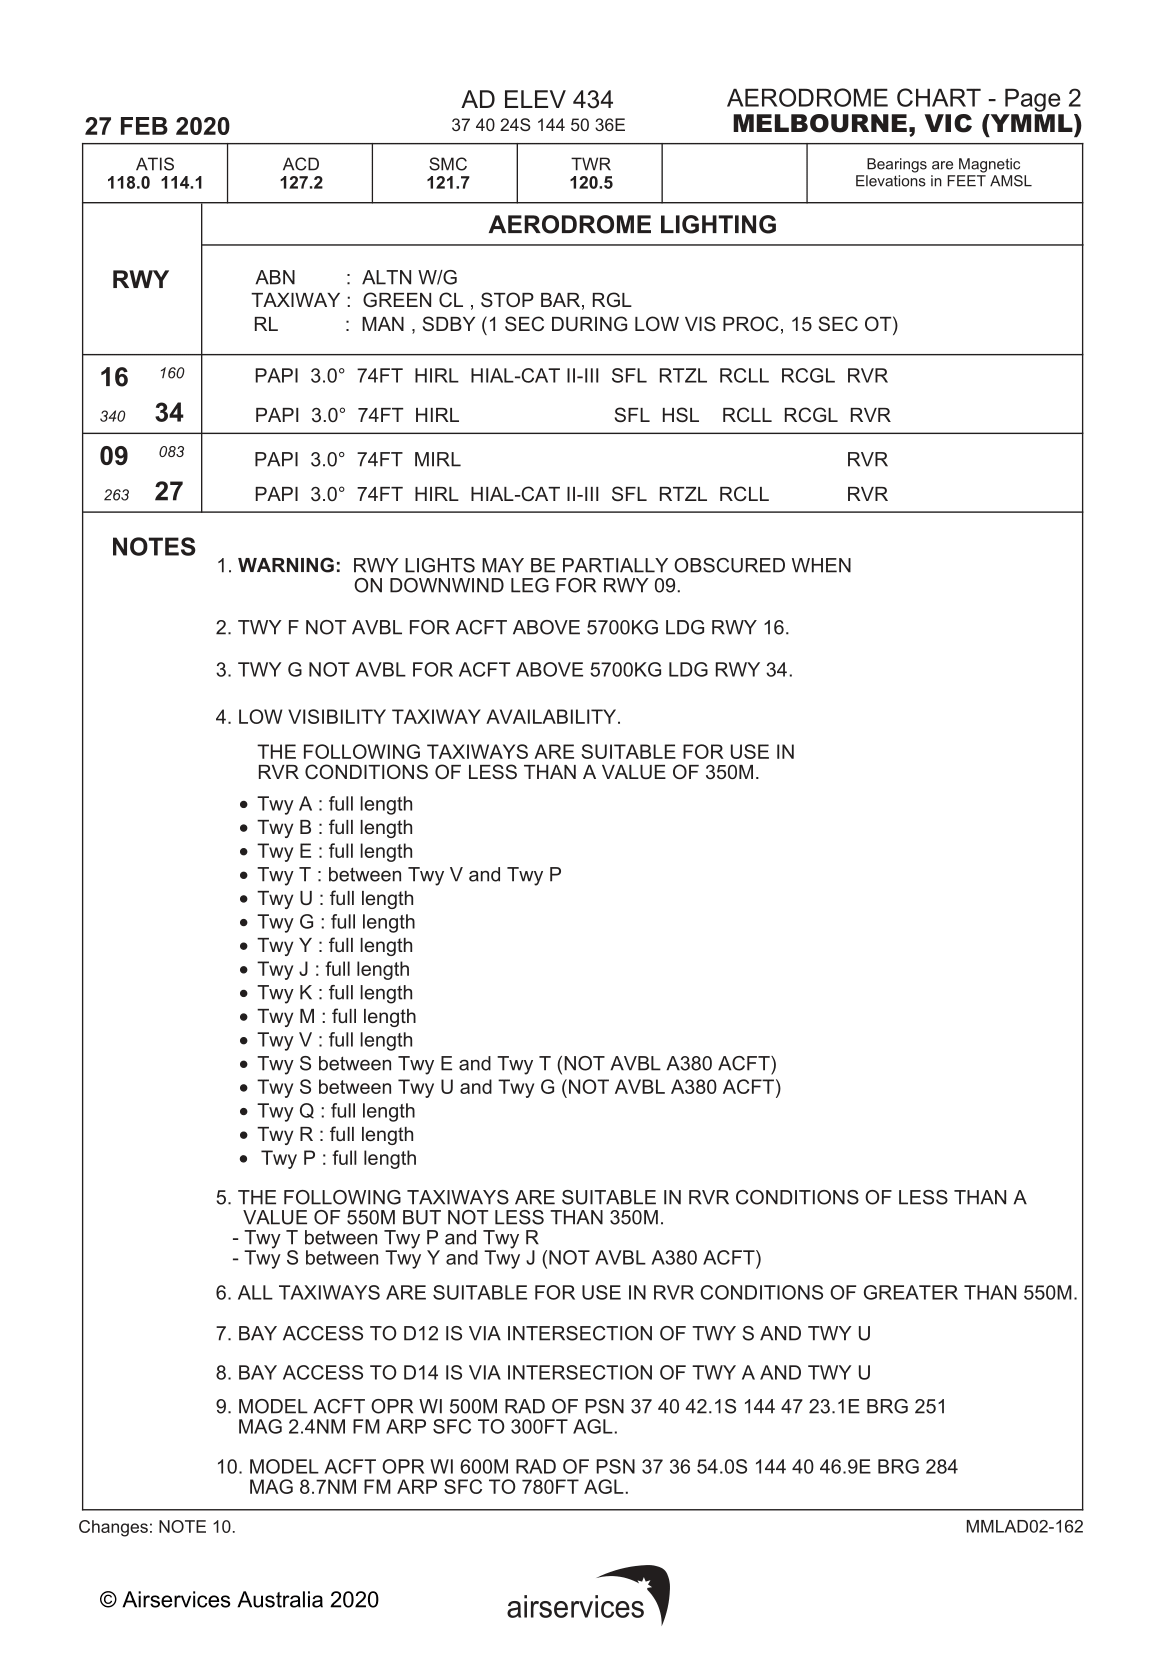 AD ELEV 434
AERODROME CHART - Page 2
27 FEB 2020
37 40 24S 144 50 36E
MELBOURNE, VIC (YMML)
ATIS
118.0 114.1
ACD
127.2
SMC
121.7
TWR
120.5
Bearings are Magnetic
Elevations in FEET AMSL
RWY
AERODROME LIGHTING
ABN : ALTN W/G
TAXIWAY : GREEN CL , STOP BAR, RGL
RL : MAN , SDBY (1 SEC DURING LOW VIS PROC, 15 SEC OT)
16 160 PAPI 3.0° 74FT HIRL HIAL-CAT II-III SFL RTZL RCLL RCGL RVR
340 34 PAPI 3.0° 74FT HIRL SFL HSL RCLL RCGL RVR
09 083 PAPI 3.0° 74FT MIRL RVR
263 27 PAPI 3.0° 74FT HIRL HIAL-CAT II-III SFL RTZL RCLL RVR
NOTES
1. WARNING: RWY LIGHTS MAY BE PARTIALLY OBSCURED WHEN
ON DOWNWIND LEG FOR RWY 09.
2. TWY F NOT AVBL FOR ACFT ABOVE 5700KG LDG RWY 16.
3. TWY G NOT AVBL FOR ACFT ABOVE 5700KG LDG RWY 34.
4. LOW VISIBILITY TAXIWAY AVAILABILITY.
THE FOLLOWING TAXIWAYS ARE SUITABLE FOR USE IN
RVR CONDITIONS OF LESS THAN A VALUE OF 350M.
• Twy A : full length
• Twy B : full length
• Twy E : full length
• Twy T : between Twy V and Twy P
• Twy U : full length
• Twy G : full length
• Twy Y : full length
• Twy J : full length
• Twy K : full length
• Twy M : full length
• Twy V : full length
• Twy S between Twy E and Twy T (NOT AVBL A380 ACFT)
• Twy S between Twy U and Twy G (NOT AVBL A380 ACFT)
• Twy Q : full length
• Twy R : full length
• Twy P : full length
5. THE FOLLOWING TAXIWAYS ARE SUITABLE IN RVR CONDITIONS OF LESS THAN A
VALUE OF 550M BUT NOT LESS THAN 350M.
- Twy T between Twy P and Twy R
- Twy S between Twy Y and Twy J (NOT AVBL A380 ACFT)
6. ALL TAXIWAYS ARE SUITABLE FOR USE IN RVR CONDITIONS OF GREATER THAN 550M.
7. BAY ACCESS TO D12 IS VIA INTERSECTION OF TWY S AND TWY U
8. BAY ACCESS TO D14 IS VIA INTERSECTION OF TWY A AND TWY U
9. MODEL ACFT OPR WI 500M RAD OF PSN 37 40 42.1S 144 47 23.1E BRG 251
MAG 2.4NM FM ARP SFC TO 300FT AGL.
10. MODEL ACFT OPR WI 600M RAD OF PSN 37 36 54.0S 144 40 46.9E BRG 284
MAG 8.7NM FM ARP SFC TO 780FT AGL.
Changes: NOTE 10.
MMLAD02-162
© Airservices Australia 2020
airservices